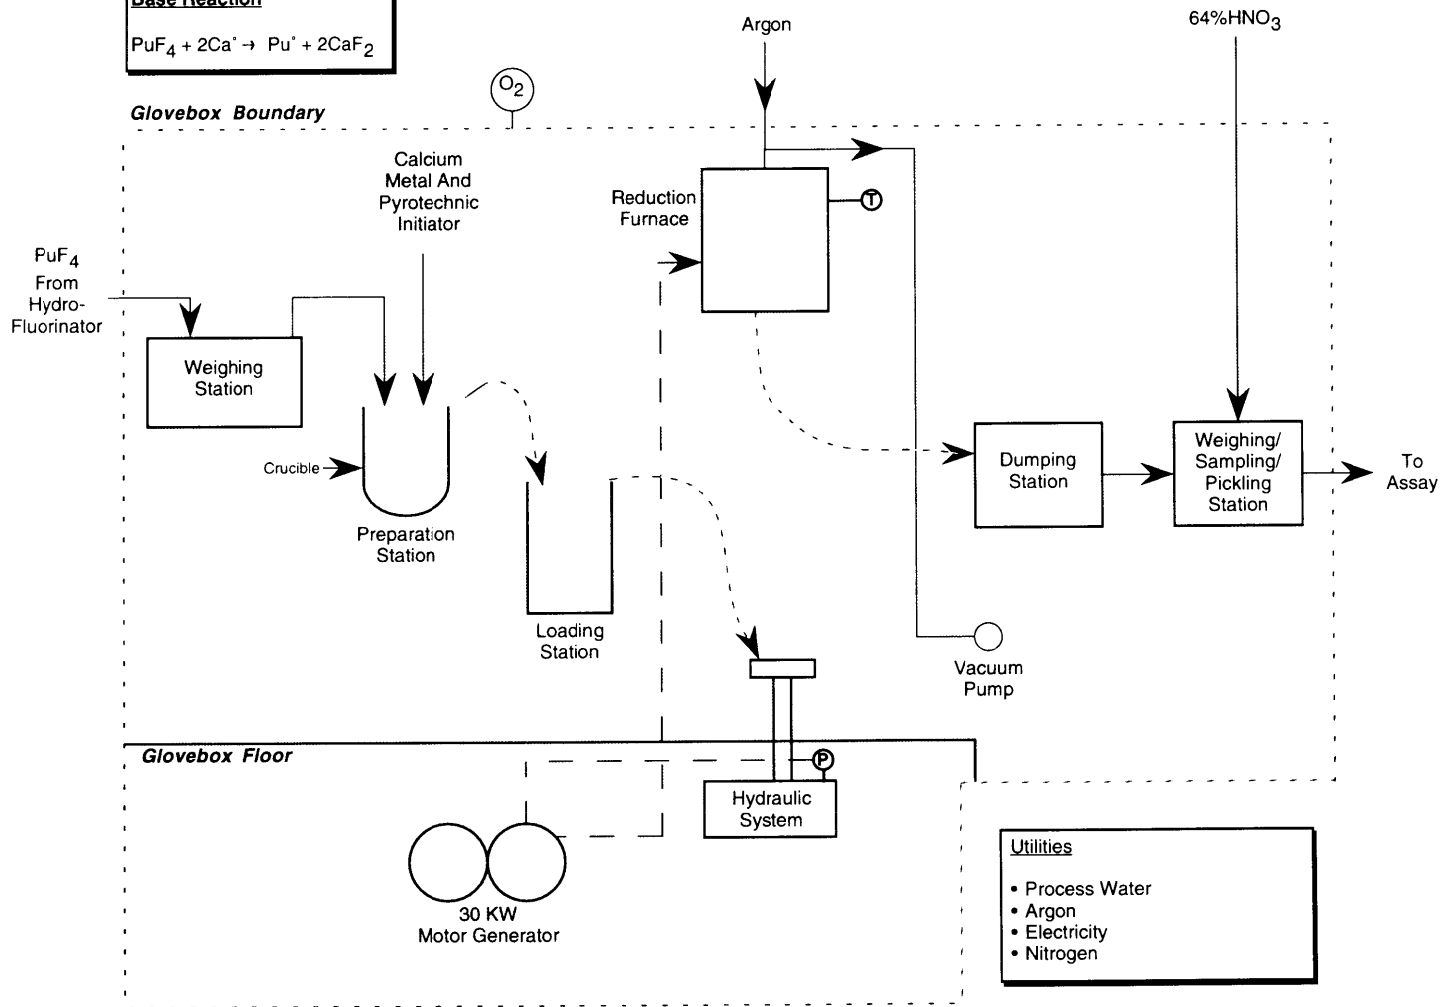 Base Reaction
PuF4 + 2Ca° → Pu° + 2CaF2
Argon
64%HNO3
O2
Glovebox Boundary
Calcium
Metal And
Pyrotechnic
Initiator
Reduction
Furnace
T
PuF4
From
Hydro-
Fluorinator
Weighing
Station
Crucible
Preparation
Station
Loading
Station
Dumping
Station
Weighing/
Sampling/
Pickling
Station
To
Assay
Vacuum
Pump
Glovebox Floor
P
Hydraulic
System
30 KW
Motor Generator
Utilities
• Process Water
• Argon
• Electricity
• Nitrogen